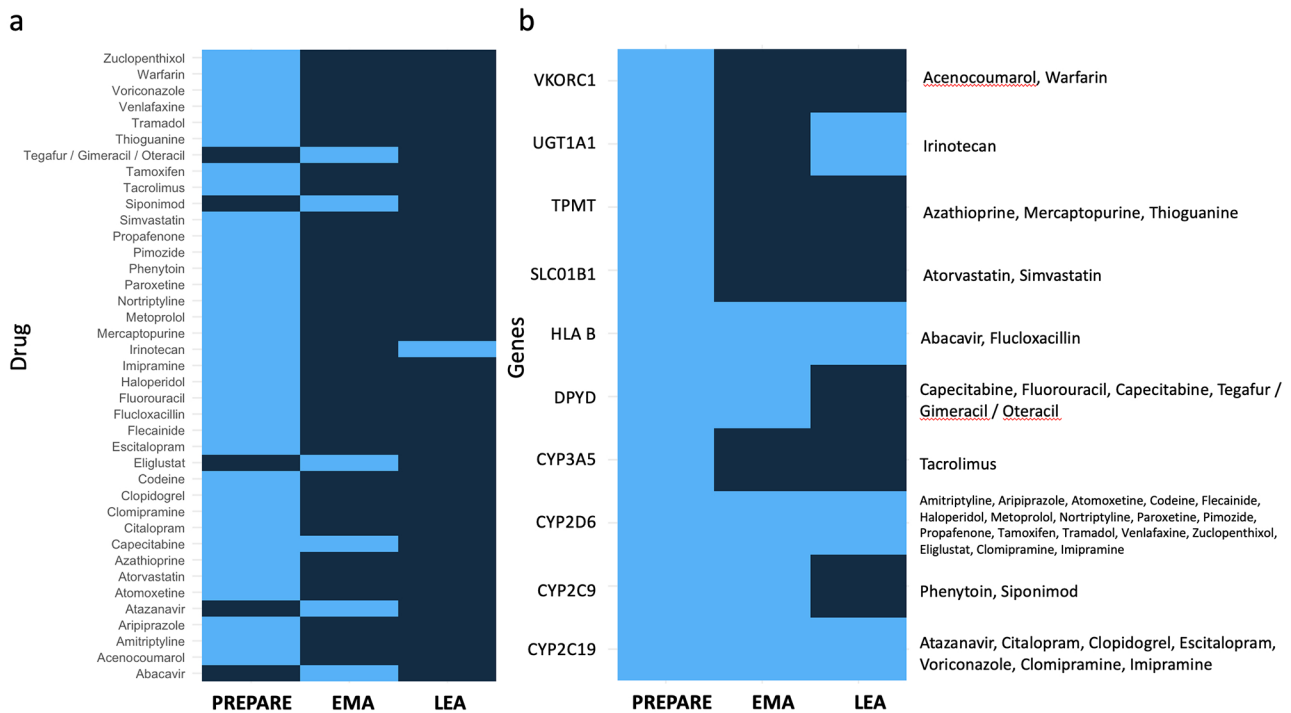 a
Zuclopenthixol
Warfarin
Voriconazole
Venlafaxine
Tramadol
Thioguanine
Tegafur / Gimeracil / Oteracil
Tamoxifen
Tacrolimus
Siponimod
Simvastatin
Propafenone
Pimozide
Phenytoin
Paroxetine
Nortriptyline
Metoprolol
Mercaptopurine
Irinotecan
Imipramine
Haloperidol
Fluorouracil
Flucloxacillin
Flecainide
Escitalopram
Eliglustat
Codeine
Clopidogrel
Clomipramine
Citalopram
Capecitabine
Azathioprine
Atorvastatin
Atomoxetine
Atazanavir
Aripiprazole
Amitriptyline
Acenocoumarol
Abacavir
Drug
PREPARE EMA LEA
b
VKORC1
UGT1A1
TPMT
SLC01B1
HLA B
DPYD
CYP3A5
CYP2D6
CYP2C9
CYP2C19
Genes
PREPARE EMA LEA
Acenocoumarol, Warfarin
Irinotecan
Azathioprine, Mercaptopurine, Thioguanine
Atorvastatin, Simvastatin
Abacavir, Flucloxacillin
Capecitabine, Fluorouracil, Capecitabine, Tegafur /
Gimeracil / Oteracil
Tacrolimus
Amitriptyline, Aripiprazole, Atomoxetine, Codeine, Flecainide,
Haloperidol, Metoprolol, Nortriptyline, Paroxetine, Pimozide,
Propafenone, Tamoxifen, Tramadol, Venlafaxine, Zuclopenthixol,
Eliglustat, Clomipramine, Imipramine
Phenytoin, Siponimod
Atazanavir, Citalopram, Clopidogrel, Escitalopram,
Voriconazole, Clomipramine, Imipramine